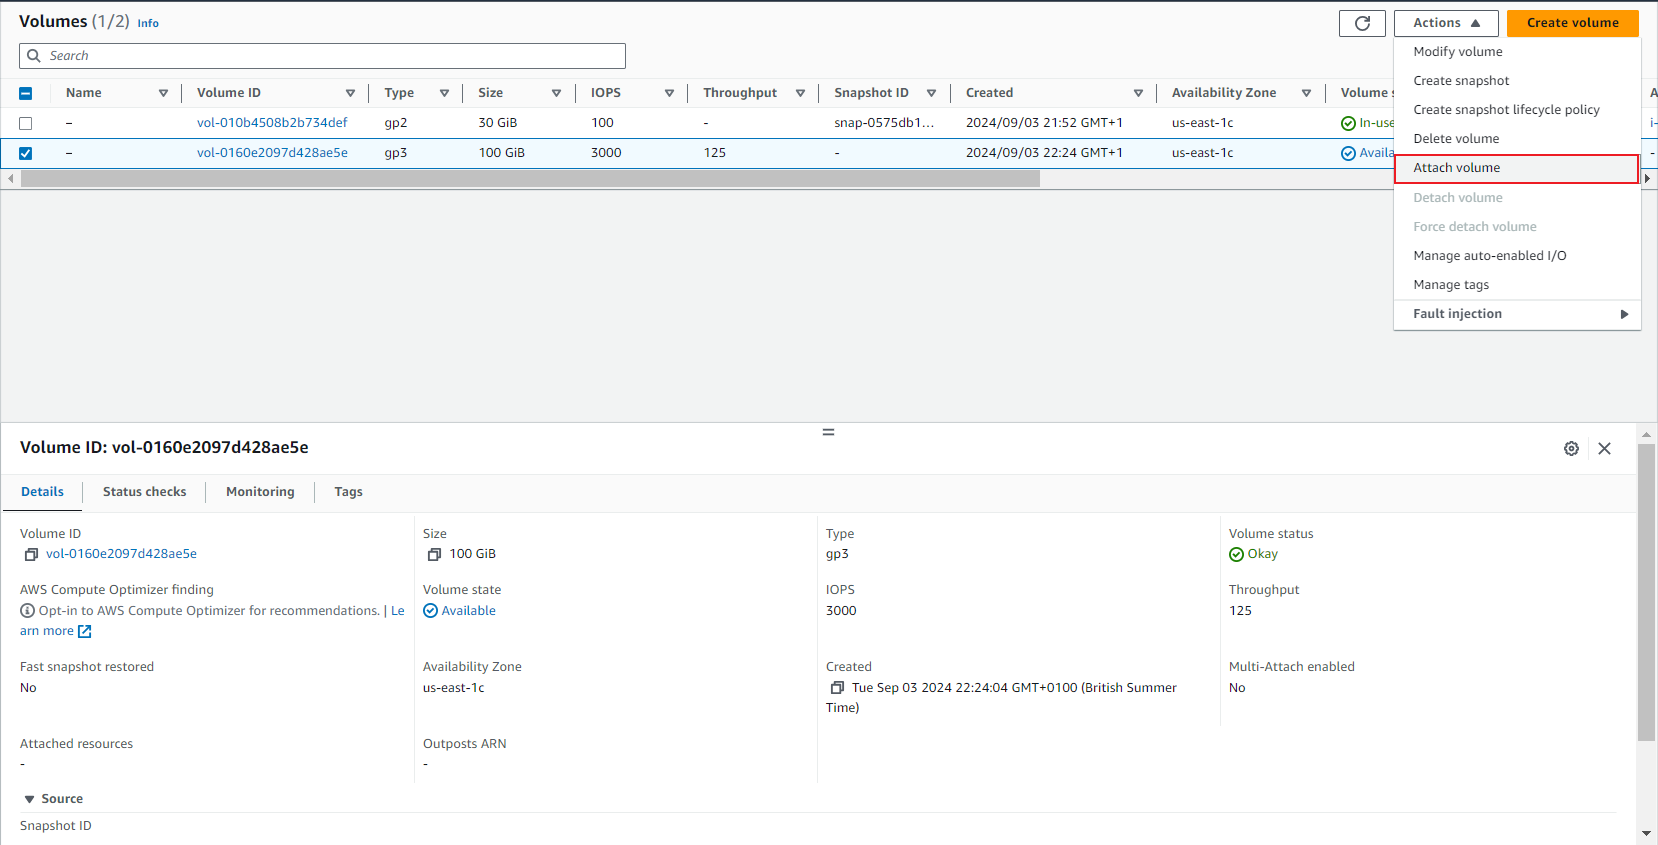 Volumes (1/2) Info
Actions
Create volume
Search
Name Volume ID Type Size IOPS Throughput Snapshot ID Created Availability Zone Volume s A
– vol-010b4508b2b734def gp2 30 GiB 100 - snap-0575db1... 2024/09/03 21:52 GMT+1 us-east-1c In-use i-
– vol-0160e2097d428ae5e gp3 100 GiB 3000 125 - 2024/09/03 22:24 GMT+1 us-east-1c Availa -
Modify volume
Create snapshot
Create snapshot lifecycle policy
Delete volume
Attach volume
Detach volume
Force detach volume
Manage auto-enabled I/O
Manage tags
Fault injection
Volume ID: vol-0160e2097d428ae5e
Details Status checks Monitoring Tags
Volume ID
vol-0160e2097d428ae5e
Size
100 GiB
Type
gp3
Volume status
Okay
AWS Compute Optimizer finding
Opt-in to AWS Compute Optimizer for recommendations. | Le
arn more
Volume state
Available
IOPS
3000
Throughput
125
Fast snapshot restored
No
Availability Zone
us-east-1c
Created
Tue Sep 03 2024 22:24:04 GMT+0100 (British Summer
Time)
Multi-Attach enabled
No
Attached resources
-
Outposts ARN
-
Source
Snapshot ID